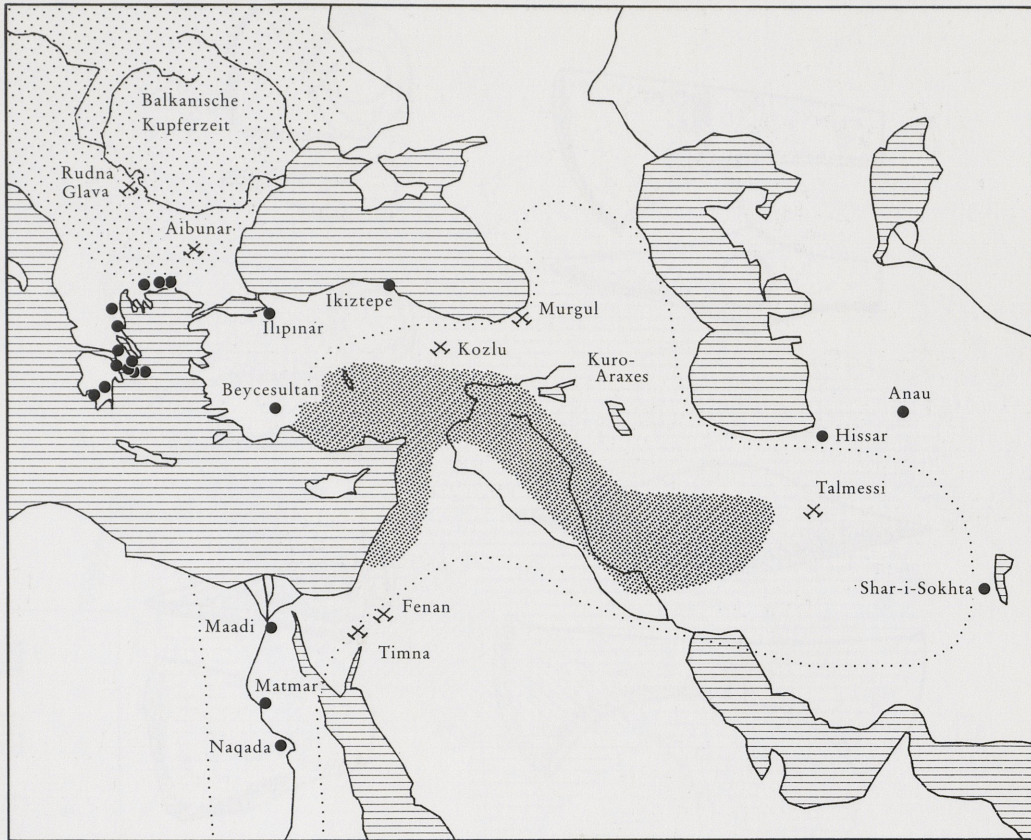 Balkanische
Kupferzeit
Rudna
Glava
Aibunar
Ikiztepe
Ilıpınar
Murgul
Kozlu
Kuro-
Araxes
Beycesultan
Anau
Hissar
Talmessi
Shar-i-Sokhta
Fenan
Maadi
Timna
Matmar
Naqada